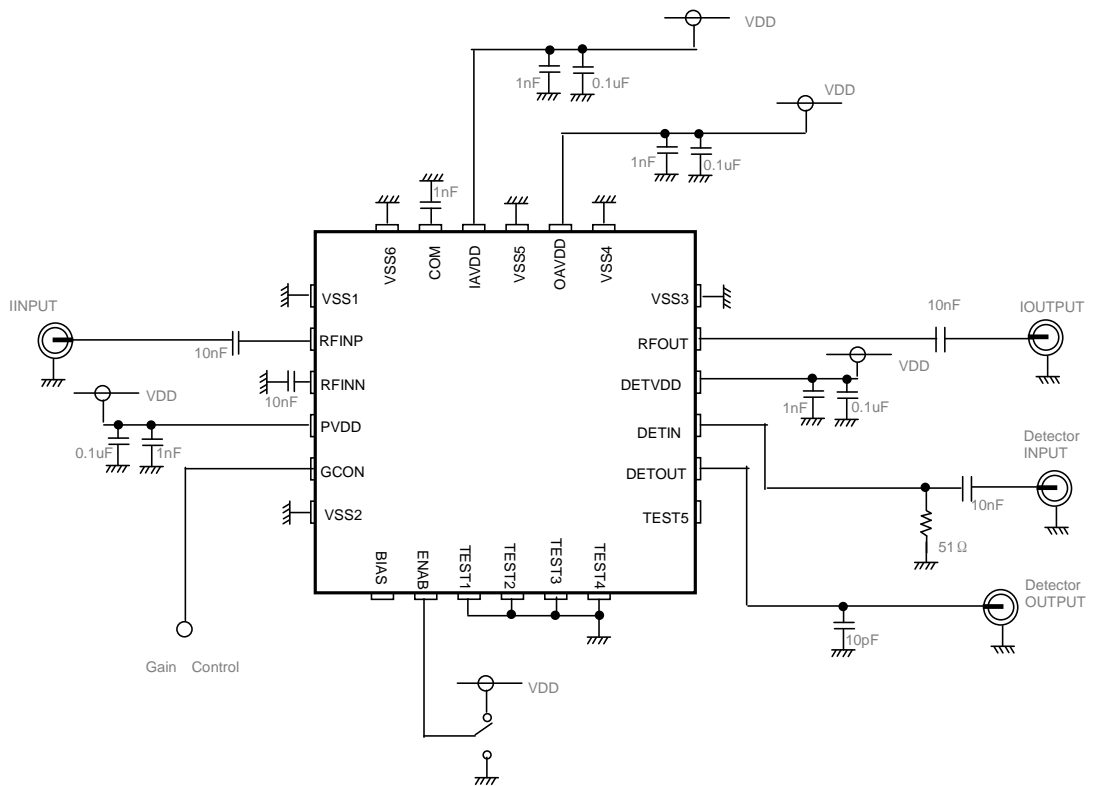 VDD
1nF
0.1uF
VDD
1nF
0.1uF
1nF
VSS6
COM
IAVDD
VSS5
OAVDD
VSS4
IINPUT
10nF
VSS1
RFINP
RFINN
10nF
VDD
PVDD
0.1uF
1nF
GCON
VSS2
Gain Control
VSS3
RFOUT
10nF
IOUTPUT
DETVDD
VDD
1nF
0.1uF
DETIN
Detector
INPUT
10nF
51Ω
DETOUT
TEST5
Detector
OUTPUT
10pF
BIAS
ENAB
TEST1
TEST2
TEST3
TEST4
VDD